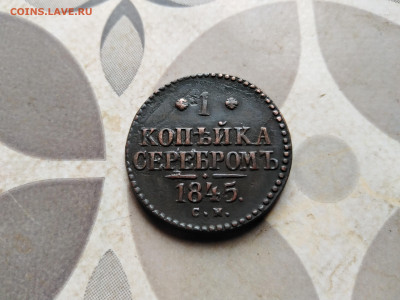 COINS.LAVE.RU
1
КОПѢЙКА
СЕРЕБРОМЪ
1845.
С.М.